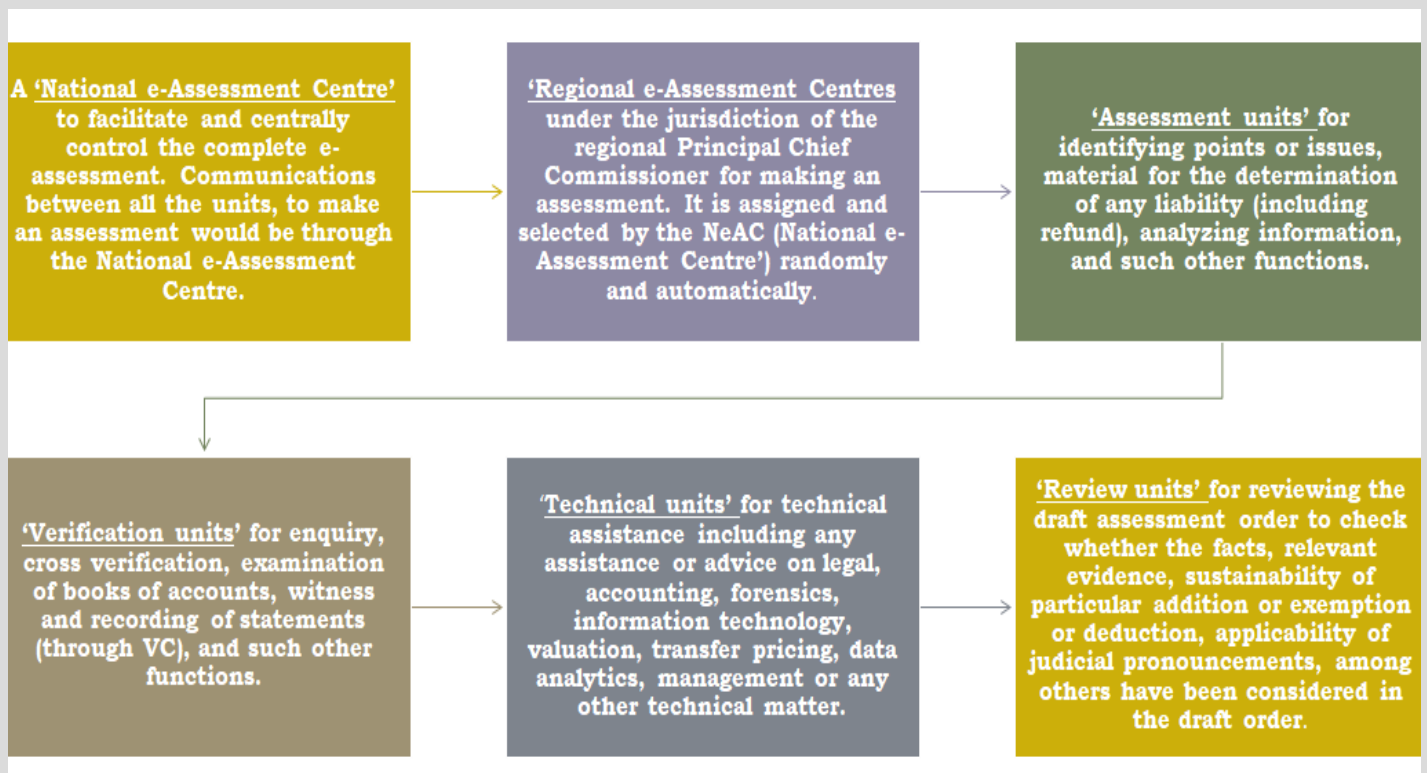 A ‘National e-Assessment Centre’
to facilitate and centrally
control the complete e-
assessment. Communications
between all the units, to make
an assessment would be through
the National e-Assessment
Centre.
‘Regional e-Assessment Centres
under the jurisdiction of the
regional Principal Chief
Commissioner for making an
assessment. It is assigned and
selected by the NeAC (National e-
Assessment Centre’) randomly
and automatically.
‘Assessment units’ for
identifying points or issues,
material for the determination
of any liability (including
refund), analyzing information,
and such other functions.
‘Verification units’ for enquiry,
cross verification, examination
of books of accounts, witness
and recording of statements
(through VC), and such other
functions.
‘Technical units’ for technical
assistance including any
assistance or advice on legal,
accounting, forensics,
information technology,
valuation, transfer pricing, data
analytics, management or any
other technical matter.
‘Review units’ for reviewing the
draft assessment order to check
whether the facts, relevant
evidence, sustainability of
particular addition or exemption
or deduction, applicability of
judicial pronouncements, among
others have been considered in
the draft order.